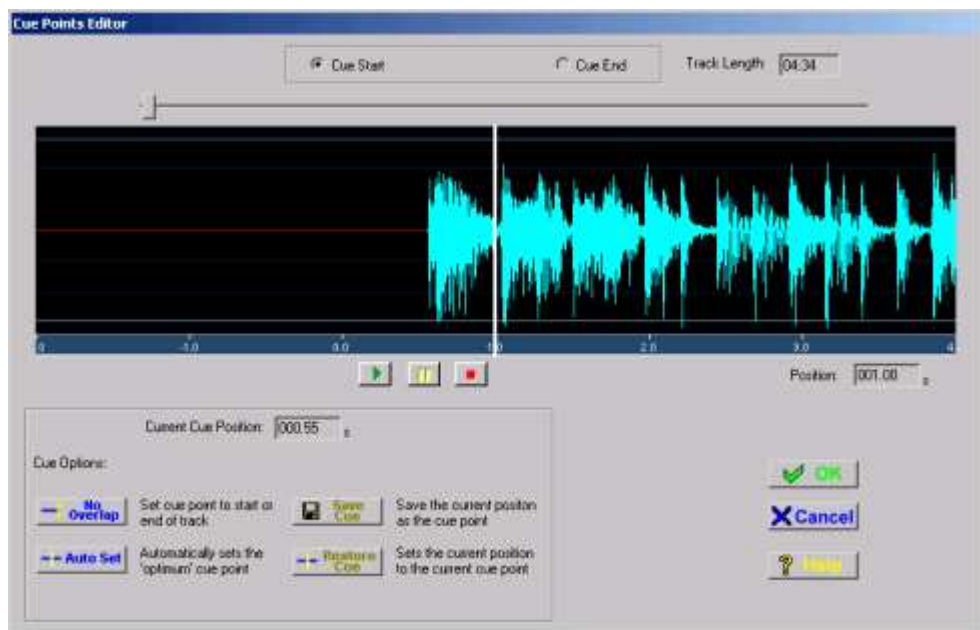 Cue Points Editor
Cue Start
Cue End
Track Length: 04:34
.0 -1.0 0.0 1.0 2.0 3.0 4.
Position: 001.00 s
Current Cue Position: 000.55 s
Cue Options:
No Overlap
Set cue point to start or
end of track
Save Cue
Save the current positon
as the cue point
Auto Set
Automatically sets the
'optimum' cue point
Restore Cue
Sets the current position
to the current cue point
OK
Cancel
Help